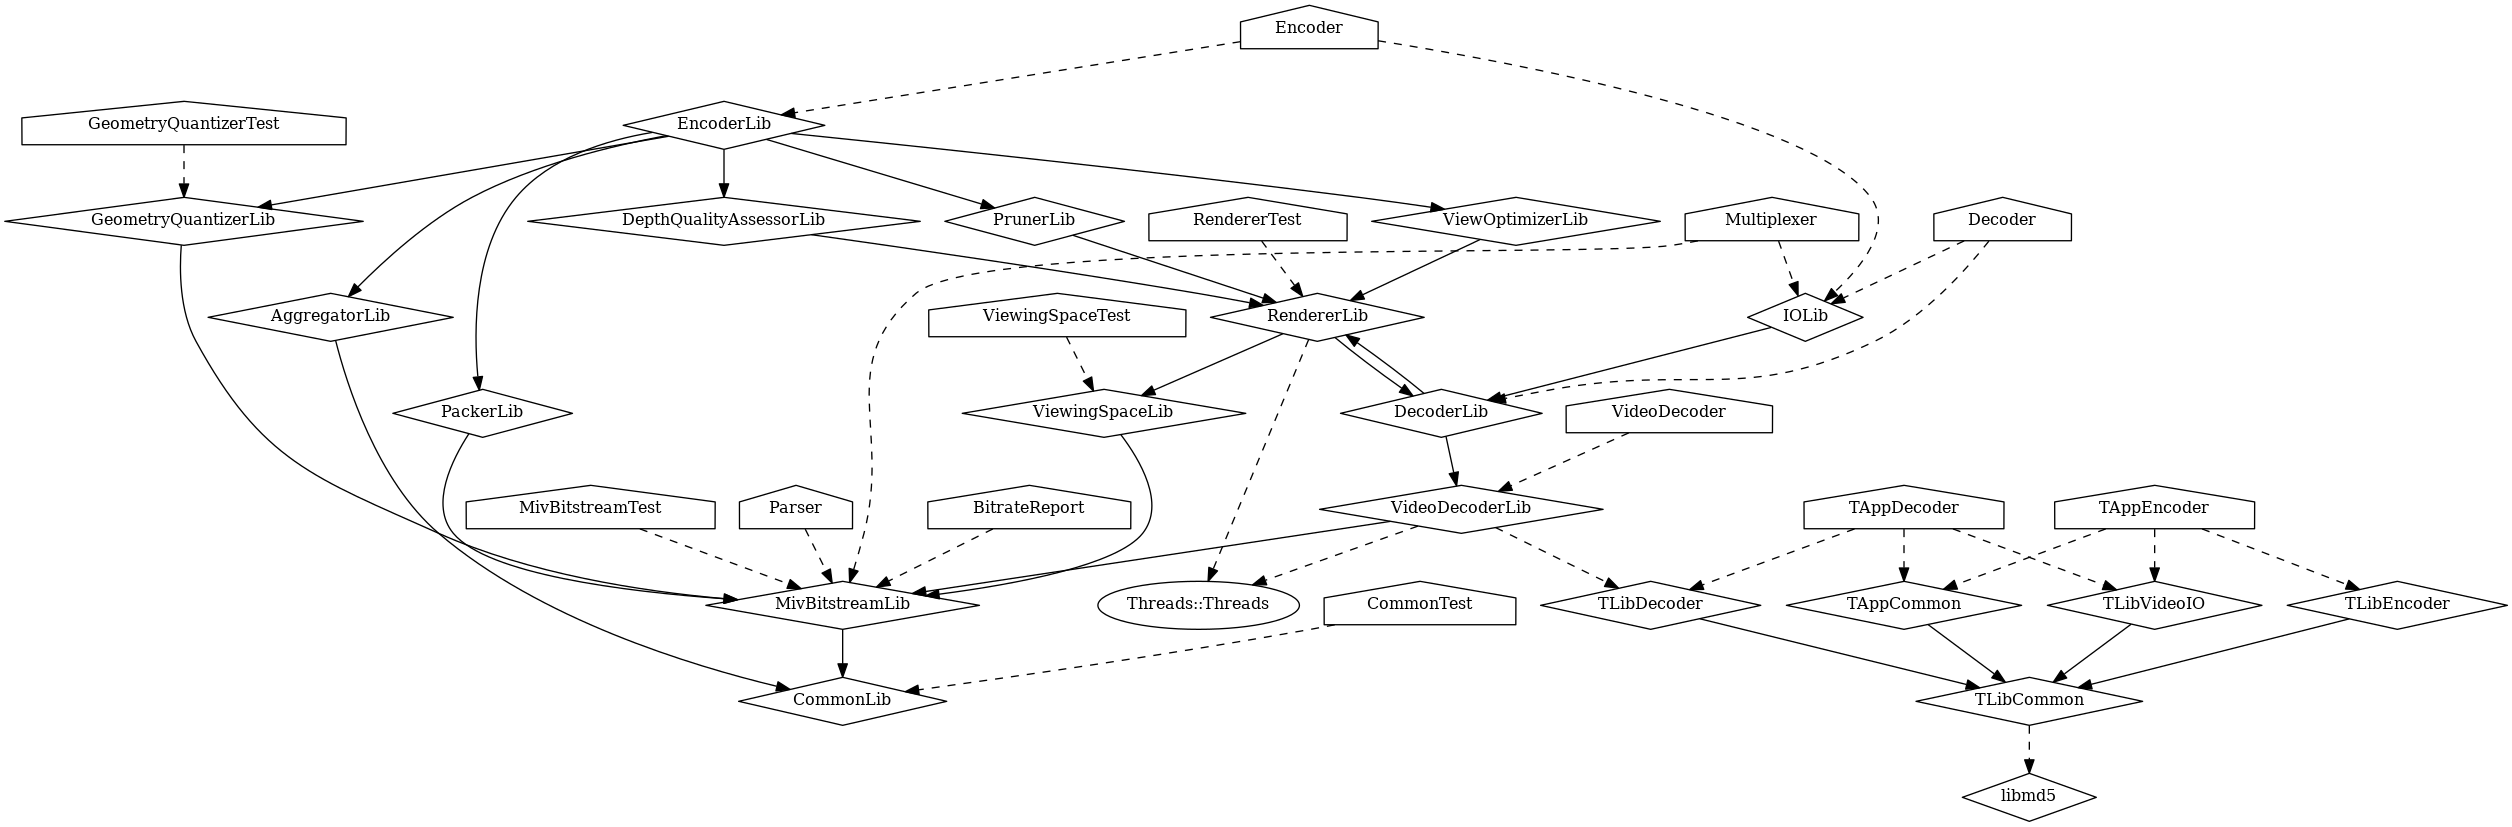 Encoder
GeometryQuantizerTest
EncoderLib
GeometryQuantizerLib
DepthQualityAssessorLib
PrunerLib
RendererTest
ViewOptimizerLib
Multiplexer
Decoder
AggregatorLib
ViewingSpaceTest
RendererLib
IOLib
PackerLib
ViewingSpaceLib
DecoderLib
VideoDecoder
MivBitstreamTest
Parser
BitrateReport
VideoDecoderLib
TAppDecoder
TAppEncoder
MivBitstreamLib
Threads::Threads
CommonTest
TLibDecoder
TAppCommon
TLibVideoIO
TLibEncoder
CommonLib
TLibCommon
libmd5